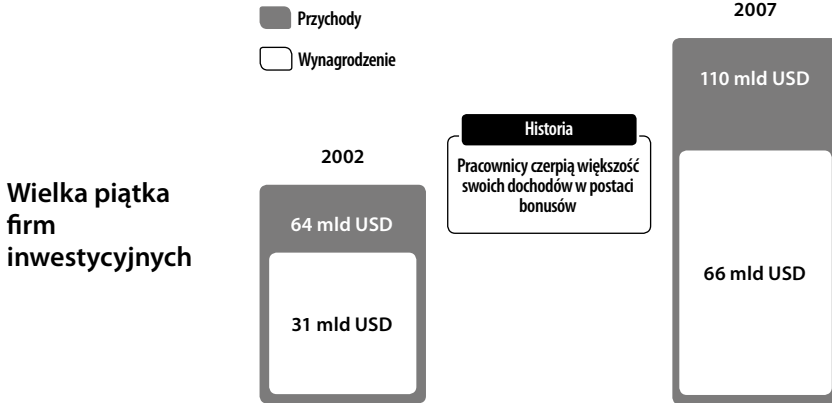 Przychody
Wynagrodzenie
2007
110 mld USD
Historia
Pracownicy czerpią większość
swoich dochodów w postaci
bonusów
2002
Wielka piątka
firm
inwestycyjnych
64 mld USD
66 mld USD
31 mld USD